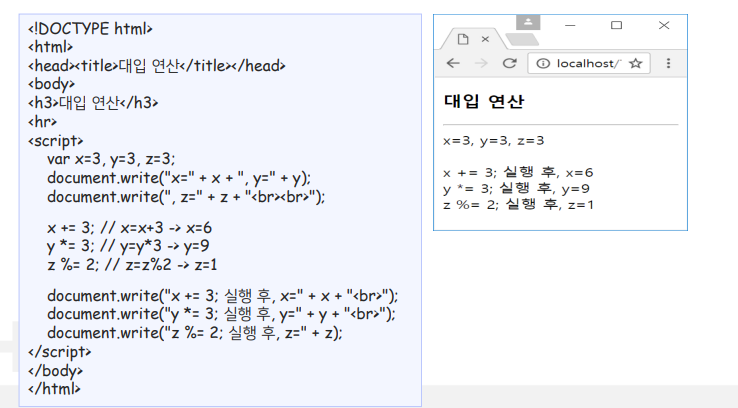 <!DOCTYPE html>
<html>
<head><title>대입 연산</title></head>
<body>
<h3>대입 연산</h3>
<hr>
<script>
var x=3, y=3, z=3;
document.write("x=" + x + ", y=" + y);
document.write(", z=" + z + "<br><br>");
x += 3; // x=x+3 -> x=6
y *= 3; // y=y*3 -> y=9
z %= 2; // z=z%2 -> z=1
document.write("x += 3; 실행 후, x=" + x + "<br>");
document.write("y *= 3; 실행 후, y=" + y + "<br>");
document.write("z %= 2; 실행 후, z=" + z);
</script>
</body>
</html>
localhost/
대입 연산
x=3, y=3, z=3
x += 3; 실행 후, x=6
y *= 3; 실행 후, y=9
z %= 2; 실행 후, z=1